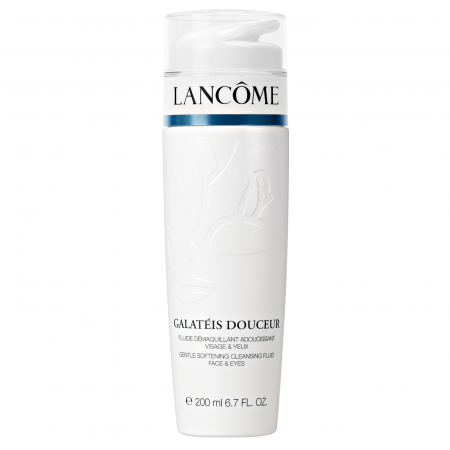 LANCÔME
GALATÉIS DOUCEUR
FLUIDE DÉMAQUILLANT ADOUCISSANT
VISAGE & YEUX
GENTLE SOFTENING CLEANSING FLUID
FACE & EYES
℮ 200 ml 6.7 FL. OZ.